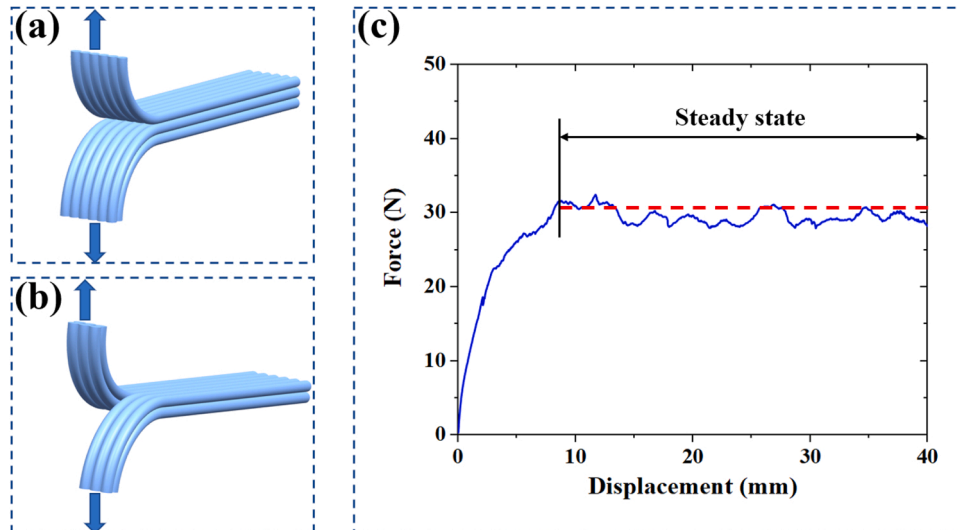 (a)
(b)
(c)
50
40
30
20
10
0
Force (N)
Steady state
0 10 20 30 40
Displacement (mm)